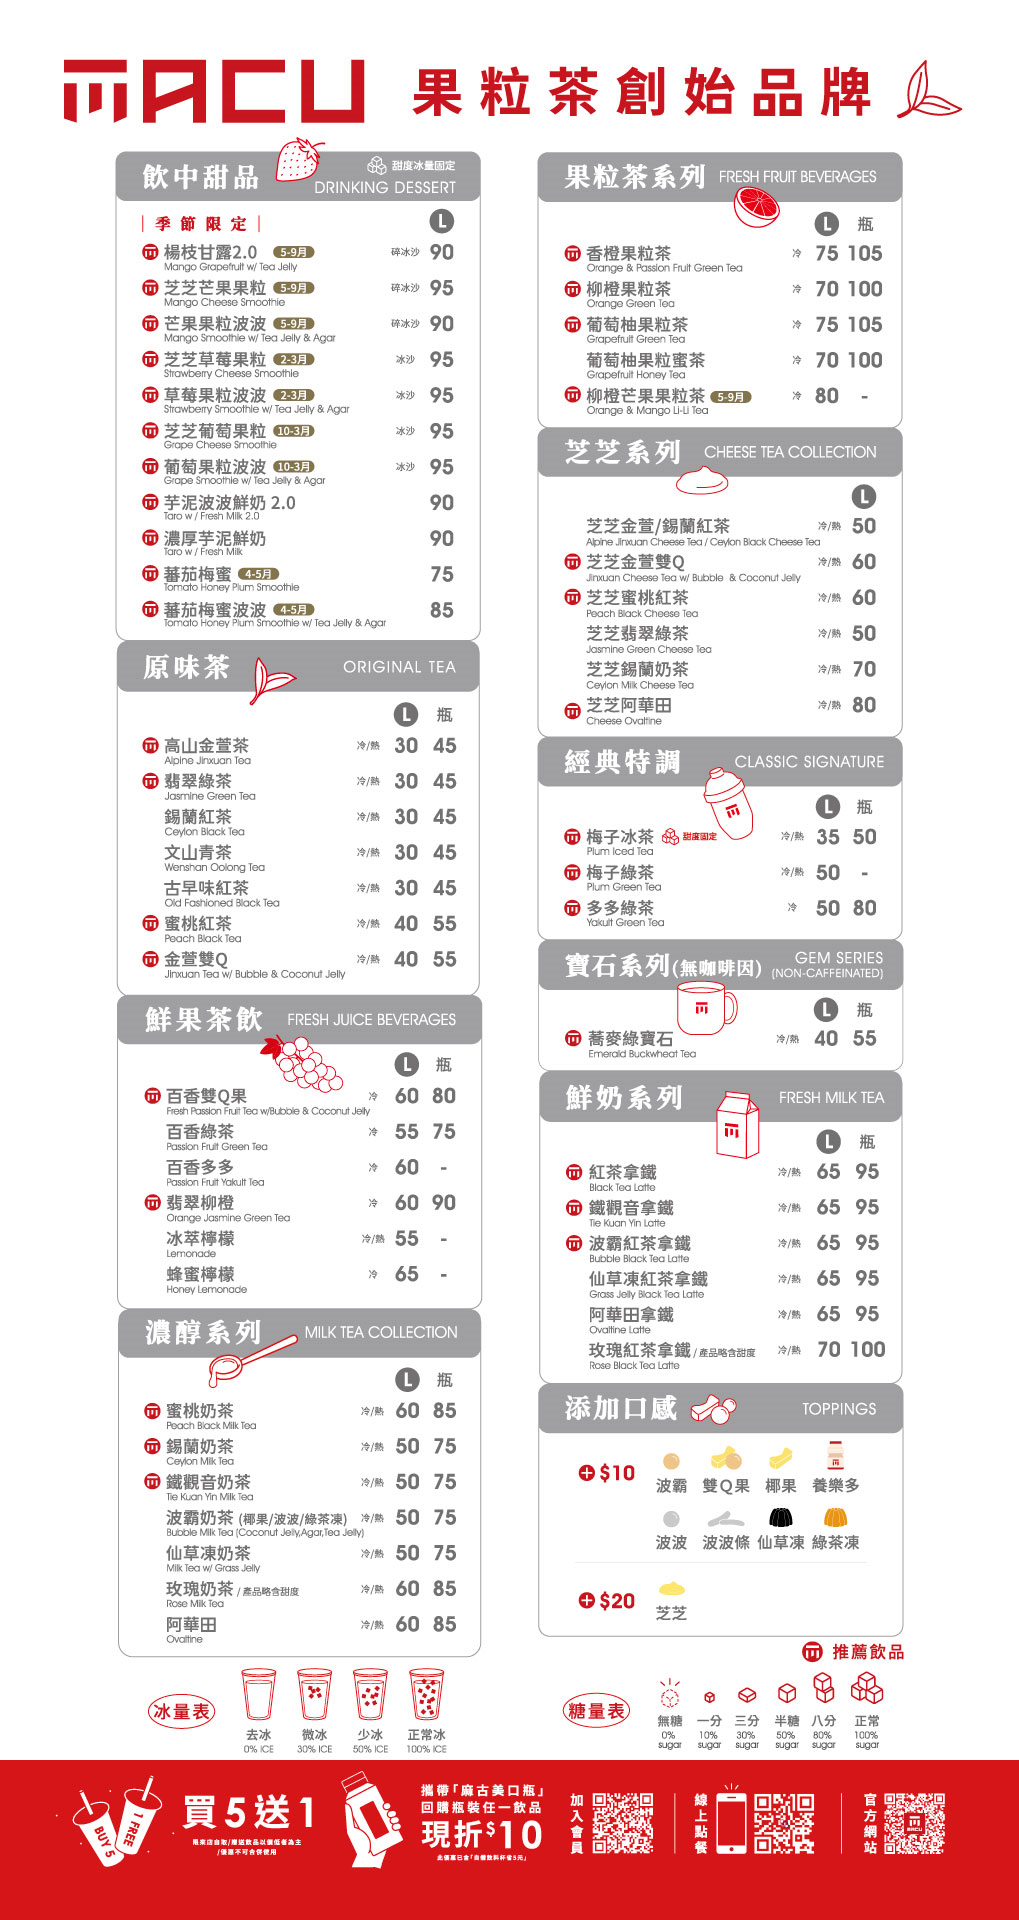 MACU 果粒茶創始品牌
飲中甜品
甜度冰量固定
DRINKING DESSERT
季節限定
L
楊枝甘露2.0 5-9月 碎冰沙 90
Mango Grapefruit w/ Tea Jelly
芝芝芒果果粒 5-9月 碎冰沙 95
Mango Cheese Smoothie
芒果果粒波波 5-9月 碎冰沙 90
Mango Smoothie w/ Tea Jelly & Agar
芝芝草莓果粒 2-3月 冰沙 95
Strawberry Cheese Smoothie
草莓果粒波波 2-3月 冰沙 95
Strawberry Smoothie w/ Tea Jelly & Agar
芝芝葡萄果粒 10-3月 冰沙 95
Grape Cheese Smoothie
葡萄果粒波波 10-3月 冰沙 95
Grape Smoothie w/ Tea Jelly & Agar
芋泥波波鮮奶 2.0 90
Taro w / Fresh Milk 2.0
濃厚芋泥鮮奶 90
Taro w / Fresh Milk
蕃茄梅蜜 4-5月 75
Tomato Honey Plum Smoothie
蕃茄梅蜜波波 4-5月 85
Tomato Honey Plum Smoothie w/ Tea Jelly & Agar
原味茶 ORIGINAL TEA
L 瓶
高山金萱茶 冷/熱 30 45
Alpine Jinxuan Tea
翡翠綠茶 冷/熱 30 45
Jasmine Green Tea
錫蘭紅茶 冷/熱 30 45
Ceylon Black Tea
文山青茶 冷/熱 30 45
Wenshan Oolong Tea
古早味紅茶 冷/熱 30 45
Old Fashioned Black Tea
蜜桃紅茶 冷/熱 40 55
Peach Black Tea
金萱雙Q 冷/熱 40 55
Jinxuan Tea w/ Bubble & Coconut Jelly
鮮果茶飲 FRESH JUICE BEVERAGES
L 瓶
百香雙Q果 冷 60 80
Fresh Passion Fruit Tea w/Bubble & Coconut Jelly
百香綠茶 冷 55 75
Passion Fruit Green Tea
百香多多 冷 60 -
Passion Fruit Yakult Tea
翡翠柳橙 冷 60 90
Orange Jasmine Green Tea
冰萃檸檬 冷/熱 55 -
Lemonade
蜂蜜檸檬 冷 65 -
Honey Lemonade
濃醇系列 MILK TEA COLLECTION
L 瓶
蜜桃奶茶 冷/熱 60 85
Peach Black Milk Tea
錫蘭奶茶 冷/熱 50 75
Ceylon Milk Tea
鐵觀音奶茶 冷/熱 50 75
Tie Kuan Yin Milk Tea
波霸奶茶 (椰果/波波/綠茶凍) 冷/熱 50 75
Bubble Milk Tea (Coconut Jelly,Agar,Tea Jelly)
仙草凍奶茶 冷/熱 50 75
Milk Tea w/ Grass Jelly
玫瑰奶茶 / 產品略含甜度 冷/熱 60 85
Rose Milk Tea
阿華田 冷/熱 60 85
Ovaltine
果粒茶系列 FRESH FRUIT BEVERAGES
L 瓶
香橙果粒茶 冷 75 105
Orange & Passion Fruit Green Tea
柳橙果粒茶 冷 70 100
Orange Green Tea
葡萄柚果粒茶 冷 75 105
Grapefruit Green Tea
葡萄柚果粒蜜茶 冷 70 100
Grapefruit Honey Tea
柳橙芒果果粒茶 5-9月 冷 80 -
Orange & Mango Li-Li Tea
芝芝系列 CHEESE TEA COLLECTION
L
芝芝金萱/錫蘭紅茶 冷/熱 50
Alpine Jinxuan Cheese Tea / Ceylon Black Cheese Tea
芝芝金萱雙Q 冷/熱 60
Jinxuan Cheese Tea w/ Bubble & Coconut Jelly
芝芝蜜桃紅茶 冷/熱 60
Peach Black Cheese Tea
芝芝翡翠綠茶 冷/熱 50
Jasmine Green Cheese Tea
芝芝錫蘭奶茶 冷/熱 70
Ceylon Milk Cheese Tea
芝芝阿華田 冷/熱 80
Cheese Ovaltine
經典特調 CLASSIC SIGNATURE
L 瓶
梅子冰茶 甜度固定 冷/熱 35 50
Plum Iced Tea
梅子綠茶 冷/熱 50 -
Plum Green Tea
多多綠茶 冷 50 80
Yakult Green Tea
寶石系列(無咖啡因) GEM SERIES
(NON-CAFFEINATED)
L 瓶
蕎麥綠寶石 冷/熱 40 55
Emerald Buckwheat Tea
鮮奶系列 FRESH MILK TEA
L 瓶
紅茶拿鐵 冷/熱 65 95
Black Tea Latte
鐵觀音拿鐵 冷/熱 65 95
Tie Kuan Yin Latte
波霸紅茶拿鐵 冷/熱 65 95
Bubble Black Tea Latte
仙草凍紅茶拿鐵 冷/熱 65 95
Grass Jelly Black Tea Latte
阿華田拿鐵 冷/熱 65 95
Ovaltine Latte
玫瑰紅茶拿鐵 / 產品略含甜度 冷/熱 70 100
Rose Black Tea Latte
添加口感 TOPPINGS
+$10 波霸 雙Q果 椰果 養樂多
波波 波波條 仙草凍 綠茶凍
+$20 芝芝
推薦飲品
冰量表
去冰 微冰 少冰 正常冰
0% ICE 30% ICE 50% ICE 100% ICE
糖量表
無糖 一分 三分 半糖 八分 正常
0% 10% 30% 50% 80% 100%
sugar sugar sugar sugar sugar sugar
BUY 5
1 FREE
買5送1
限來店自取/贈送飲品以價低者為主
/優惠不可合併使用
攜帶「麻古美口瓶」
回購瓶裝任一飲品
現折$10
此優惠已含「自備飲料杯省5元」
加入會員
線上點餐
官方網站
MACU